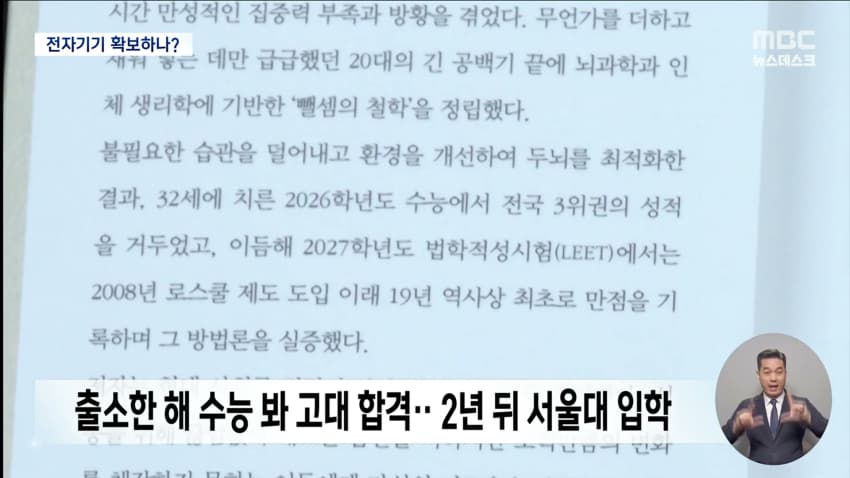 시간 만성적인 집중력 부족과 방황을 겪었다. 무언가를 더하고
전자기기 확보하나?
MBC
뉴스데스크
데만 급급했던 20대의 긴 공백기 끝에 뇌과학과 인
체 생리학에 기반한 ‘뺄셈의 철학’을 정립했다.
불필요한 습관을 덜어내고 환경을 개선하여 두뇌를 최적화한
결과, 32세에 치른 2026학년도 수능에서 전국 3위권의 성적
을 거두었고, 이듬해 2027학년도 법학적성시험(LEET)에서는
2008년 로스쿨 제도 도입 이래 19년 역사상 최초로 만점을 기
록하며 그 방법론을 실증했다.
출소한 해 수능 봐 고대 합격‥ 2년 뒤 서울대 입학